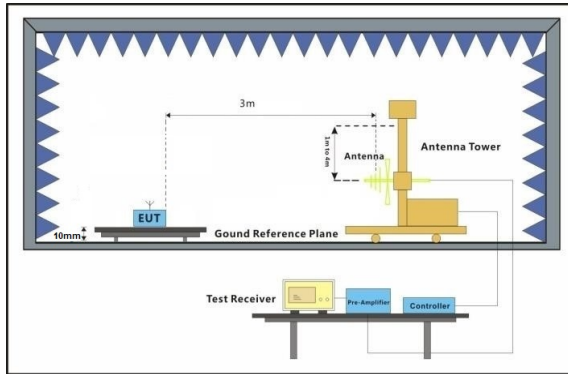 3m
1m to 4m
Antenna
Antenna Tower
EUT
10mm
Gound Reference Plane
Test Receiver
Pre-Amplifier
Controller